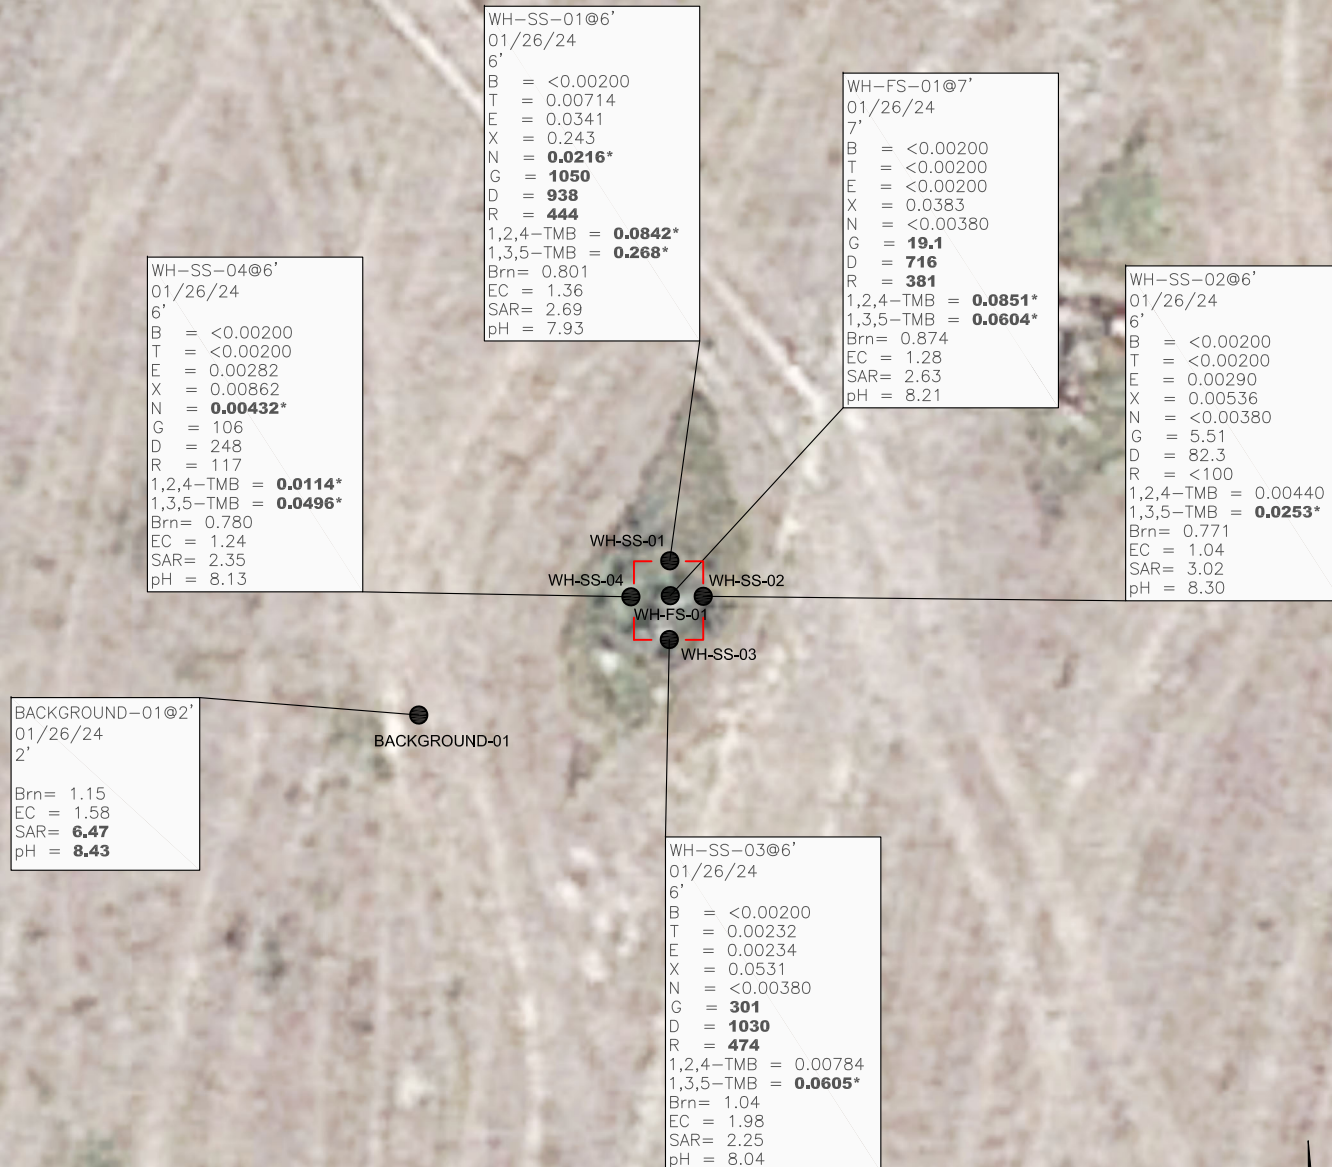 WH-SS-01@6'
01/26/24
6'
B = <0.00200
T = 0.00714
E = 0.0341
X = 0.243
N = 0.0216*
G = 1050
D = 938
R = 444
1,2,4-TMB = 0.0842*
1,3,5-TMB = 0.268*
Brn= 0.801
EC = 1.36
SAR= 2.69
pH = 7.93
WH-FS-01@7'
01/26/24
7'
B = <0.00200
T = <0.00200
E = <0.00200
X = 0.0383
N = <0.00380
G = 19.1
D = 716
R = 381
1,2,4-TMB = 0.0851*
1,3,5-TMB = 0.0604*
Brn= 0.874
EC = 1.28
SAR= 2.63
pH = 8.21
WH-SS-04@6'
01/26/24
6'
B = <0.00200
T = <0.00200
E = 0.00282
X = 0.00862
N = 0.00432*
G = 106
D = 248
R = 117
1,2,4-TMB = 0.0114*
1,3,5-TMB = 0.0496*
Brn= 0.780
EC = 1.24
SAR= 2.35
pH = 8.13
WH-SS-02@6'
01/26/24
6'
B = <0.00200
T = <0.00200
E = 0.00290
X = 0.00536
N = <0.00380
G = 5.51
D = 82.3
R = <100
1,2,4-TMB = 0.00440
1,3,5-TMB = 0.0253*
Brn= 0.771
EC = 1.04
SAR= 3.02
pH = 8.30
WH-SS-01
WH-SS-04
WH-SS-02
WH-FS-01
WH-SS-03
BACKGROUND-01@2'
01/26/24
2'
Brn= 1.15
EC = 1.58
SAR= 6.47
pH = 8.43
BACKGROUND-01
WH-SS-03@6'
01/26/24
6'
B = <0.00200
T = 0.00232
E = 0.00234
X = 0.0531
N = <0.00380
G = 301
D = 1030
R = 474
1,2,4-TMB = 0.00784
1,3,5-TMB = 0.0605*
Brn= 1.04
EC = 1.98
SAR= 2.25
pH = 8.04